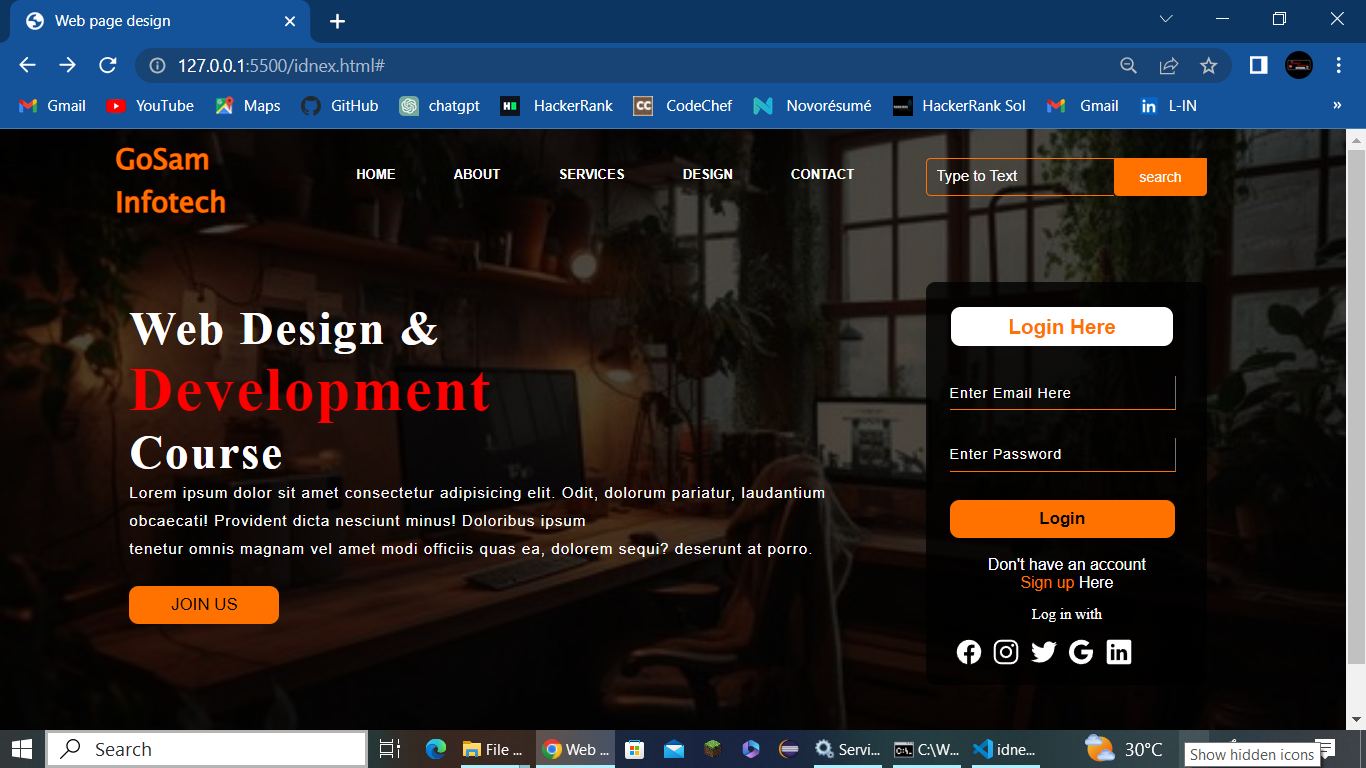 Web page design
127.0.0.1:5500/idnex.html#
Gmail YouTube Maps GitHub chatgpt HackerRank CodeChef Novorésumé HackerRank Sol Gmail L-IN »
GoSam
Infotech
HOME ABOUT SERVICES DESIGN CONTACT
Type to Text search
Web Design &
Development
Course
Lorem ipsum dolor sit amet consectetur adipisicing elit. Odit, dolorum pariatur, laudantium
obcaecati! Provident dicta nesciunt minus! Doloribus ipsum
tenetur omnis magnam vel amet modi officiis quas ea, dolorem sequi? deserunt at porro.
JOIN US
Login Here
Enter Email Here
Enter Password
Login
Don't have an account
Sign up Here
Log in with
Search File ... Web ... Servi... C:\W... idne... 30°C
Show hidden icons